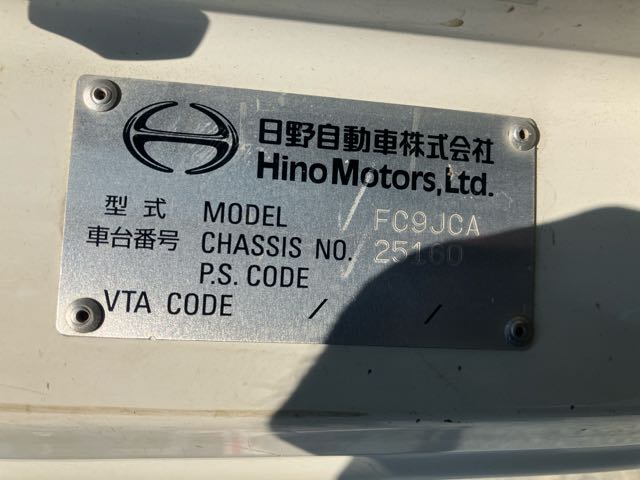 日野自動車株式会社
Hino Motors, Ltd.
型式 MODEL FC9JCA
車台番号 CHASSIS NO. 25160
P.S. CODE
VTA CODE / /